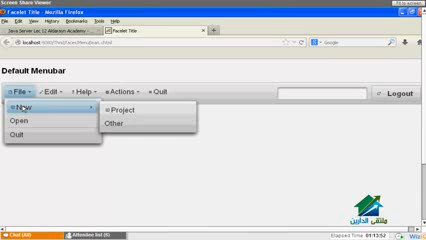 Screen Share Viewer
Facelet Title - Mozilla Firefox
File Edit View History Bookmarks Tools Help
Java Server Lec 12 Aldarayn Academy -...
Facelet Title
Google
Default Menubar
File
Edit
Help
Actions
Quit
Logout
New
Project
Open
Other
Quit
ملتقى الدارين
Chat (All)
Attendee list (6)
Elapsed Time
01:13:52